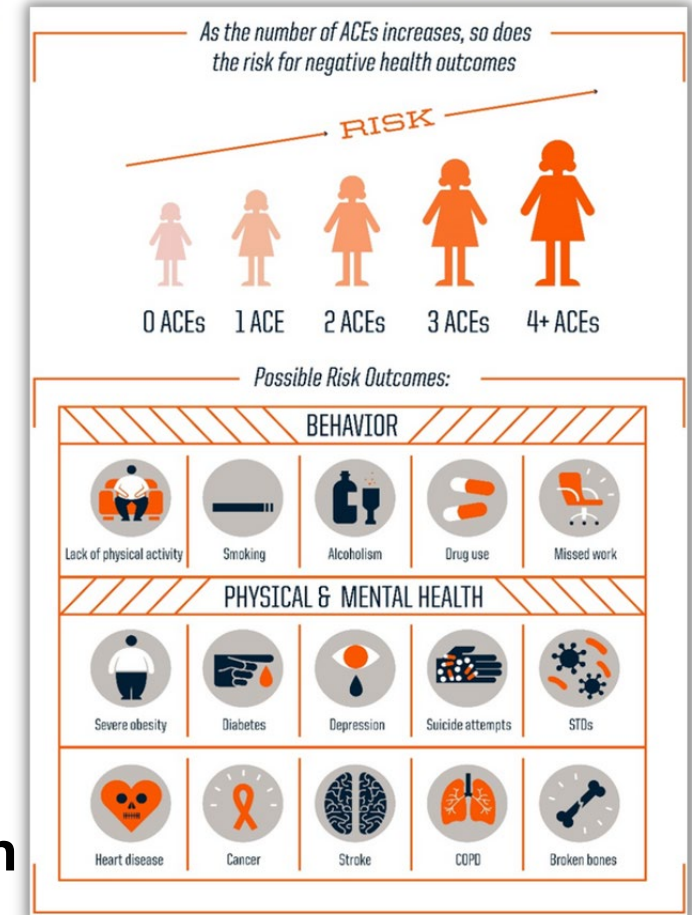 As the number of ACEs increases, so does
the risk for negative health outcomes
RISK
0 ACEs 1 ACE 2 ACEs 3 ACEs 4+ ACEs
Possible Risk Outcomes:
BEHAVIOR
Lack of physical activity Smoking Alcoholism Drug use Missed work
PHYSICAL & MENTAL HEALTH
Severe obesity Diabetes Depression Suicide attempts STDs
Heart disease Cancer Stroke COPD Broken bones
n